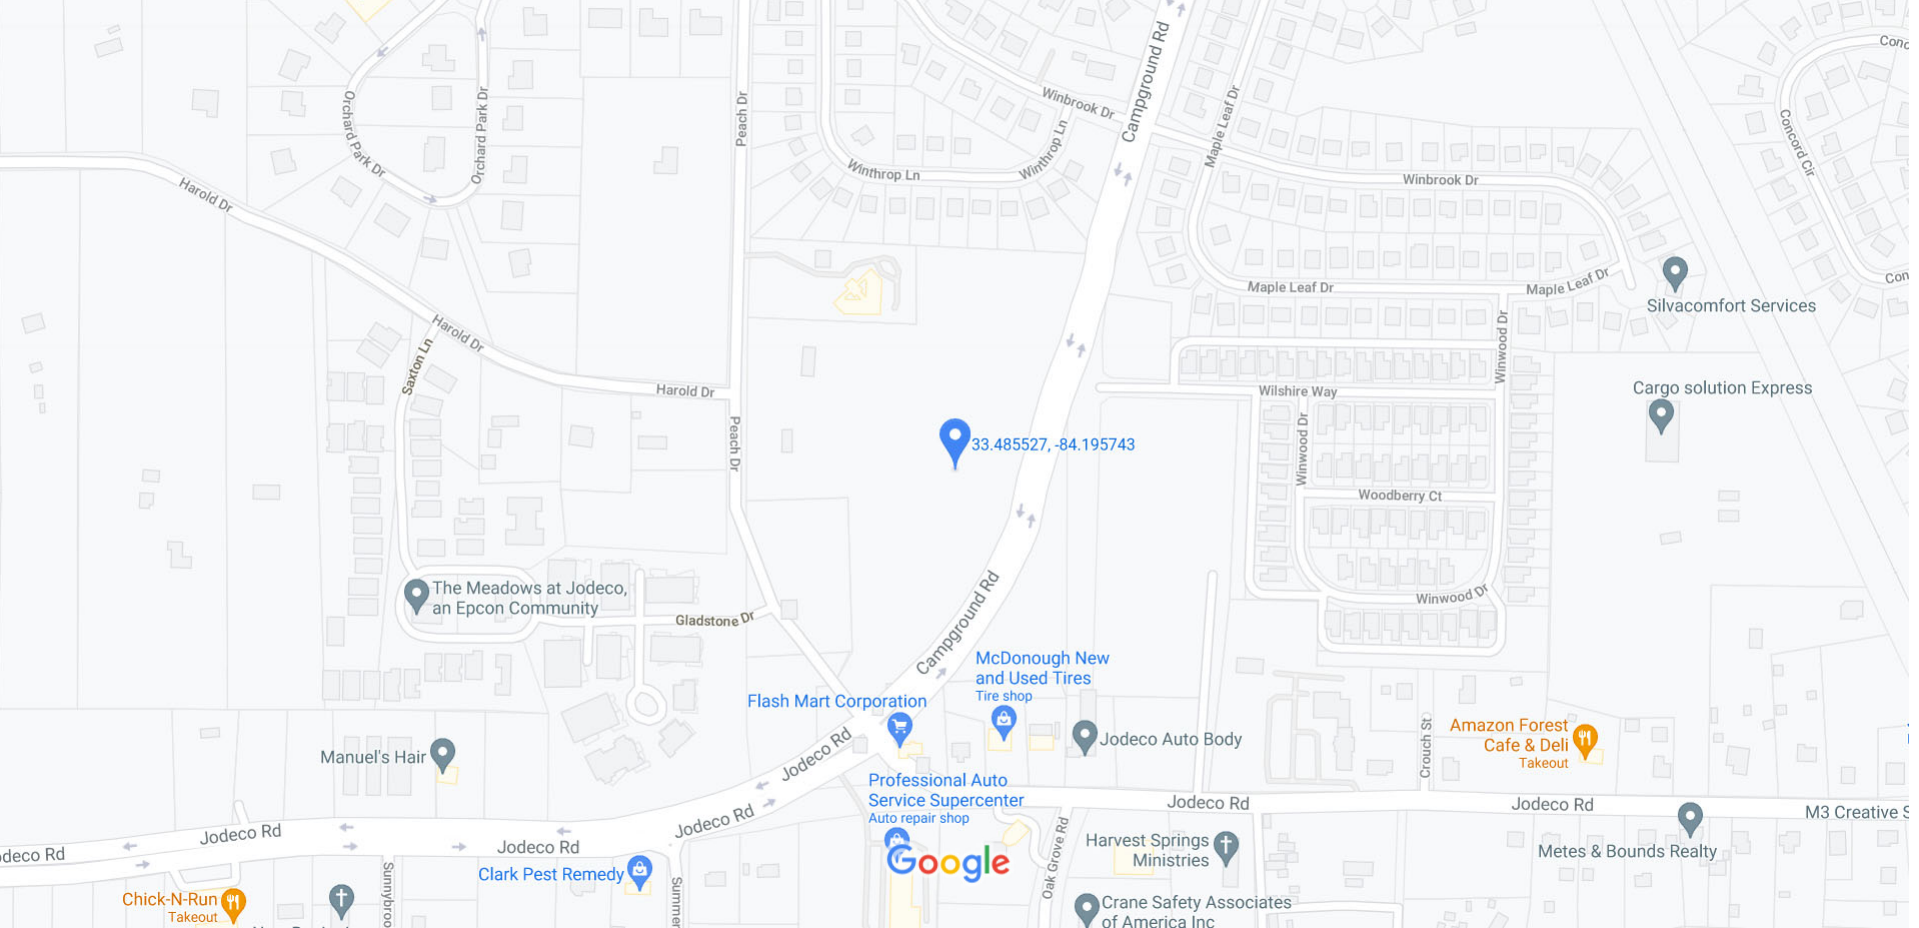 Orchard Park Dr
Orchard Park Dr
Harold Dr
Harold Dr
Harold Dr
Saxton Ln
Peach Dr
Peach Dr
Winthrop Ln
Winthrop Ln
Winbrook Dr
Campground Rd
Maple Leaf Dr
Winbrook Dr
Concord Cir
Maple Leaf Dr
Maple Leaf Dr
Silvacomfort Services
Winwood Dr
Wilshire Way
Cargo solution Express
Winwood Dr
33.485527, -84.195743
Woodberry Ct
Winwood Dr
The Meadows at Jodeco,
an Epcon Community
Gladstone Dr
Campground Rd
McDonough New
and Used Tires
Tire shop
Flash Mart Corporation
Jodeco Auto Body
Amazon Forest
Cafe & Deli
Takeout
Crouch St
Manuel's Hair
Jodeco Rd
Professional Auto
Service Supercenter
Auto repair shop
Jodeco Rd
Jodeco Rd
M3 Creative S
Jodeco Rd
Jodeco Rd
Jodeco Rd
odeco Rd
Oak Grove Rd
Harvest Springs
Ministries
Metes & Bounds Realty
Google
Clark Pest Remedy
Sunnybroo
Summer
Chick-N-Run
Takeout
Crane Safety Associates
of America Inc